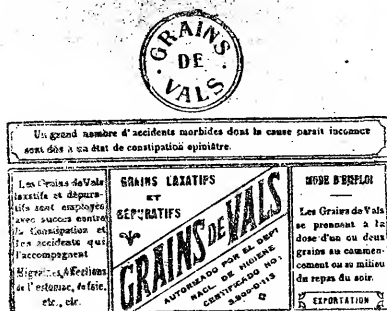 GRAINS
DE
VALS
Un grand nombre d'accidents morbides dont la cause parait inconnue
sont dûs à un état de constipation opiniâtre.
Les Grains de Vals
laxatifs et dépura-
tifs sont employés
avec succes contre
la Constipation et
les accidents qui
l'accompagnent
Migraines, Affections
de l'estomac, du foie,
etc., etc.
GRAINS LAXATIFS
ET
DEPURATIFS
GRAINS DE VALS
AUTORIZADO POR EL DEPT
NACL. DE HIGIENE
CERTIFICADO NO:
MODE D'EMPLOI
Les Grains de Vals
se prennent à la
dose d'un ou deux
grains au commen-
cement ou au milieu
du repas du soir.
EXPORTATION